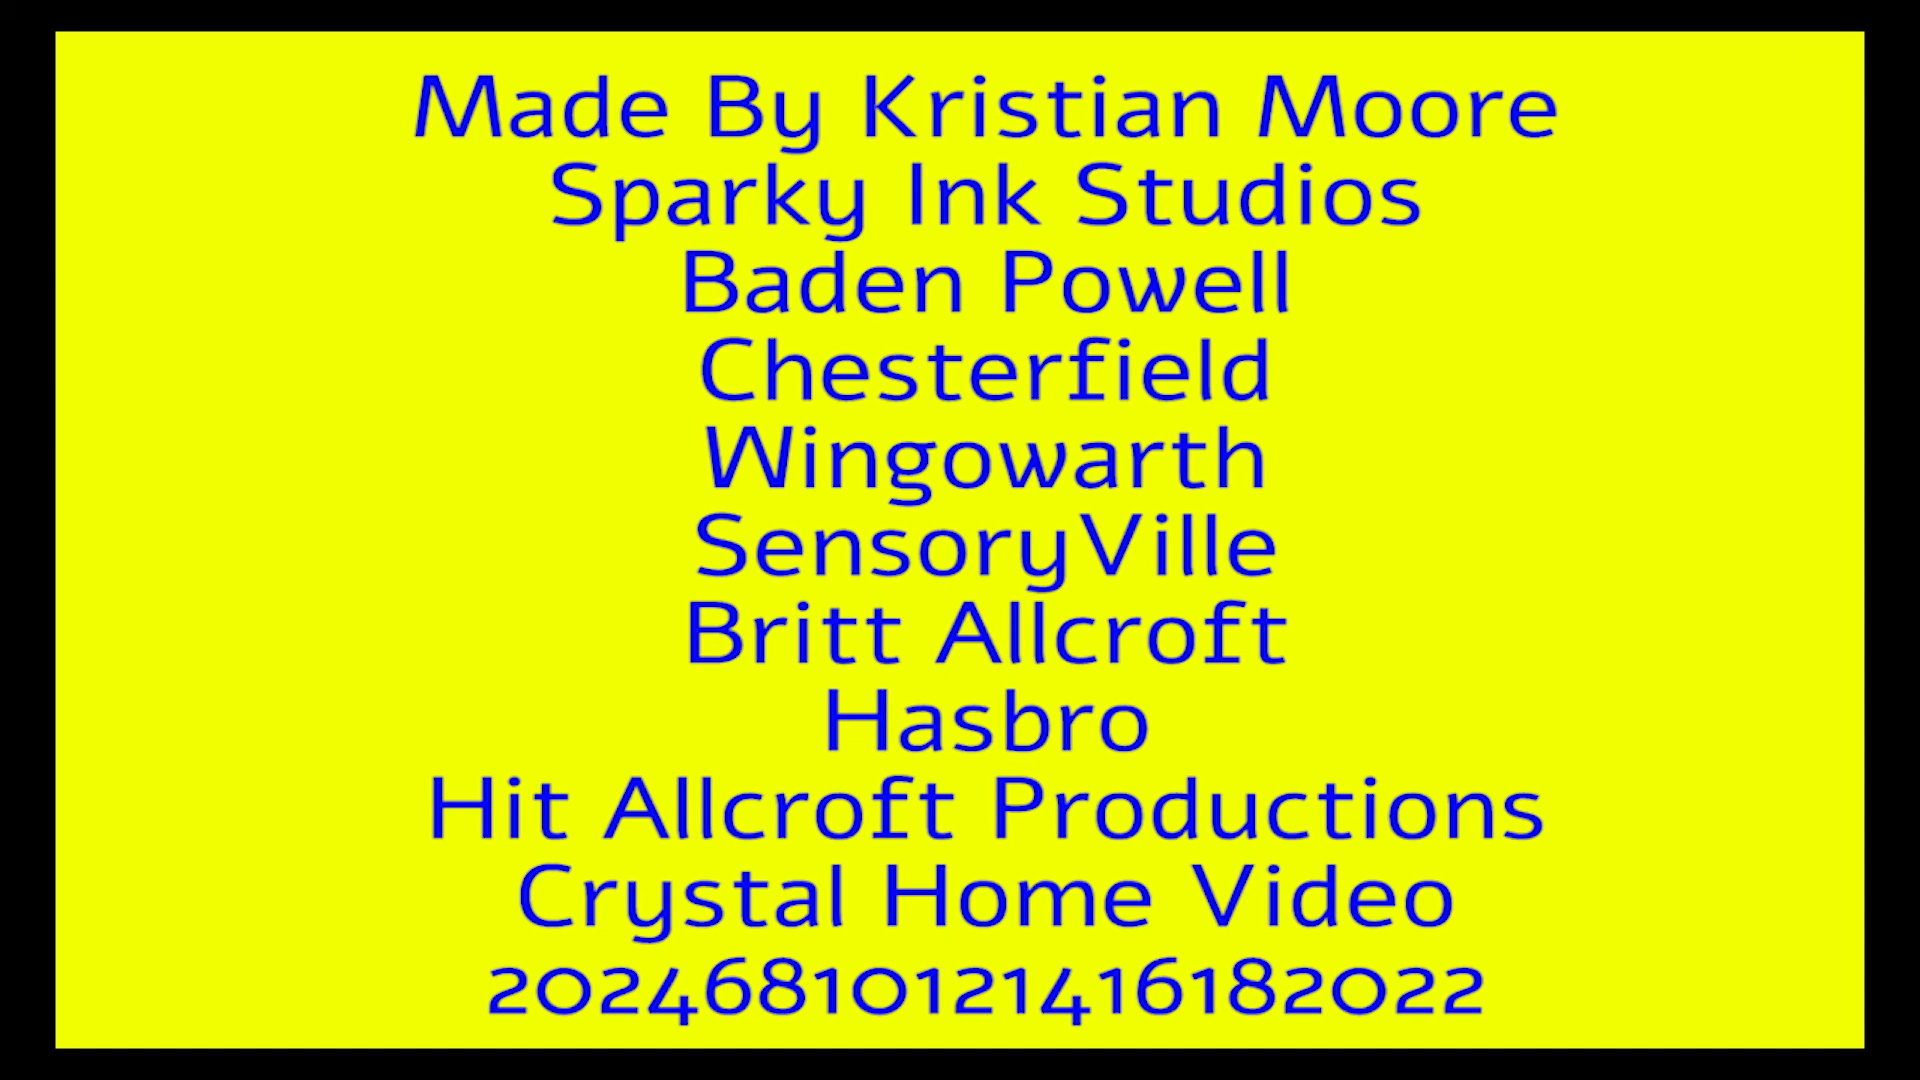 Made By Kristian Moore
Sparky Ink Studios
Baden Powell
Chesterfield
Wingowarth
SensoryVille
Britt Allcroft
Hasbro
Hit Allcroft Productions
Crystal Home Video
20246810121416182022